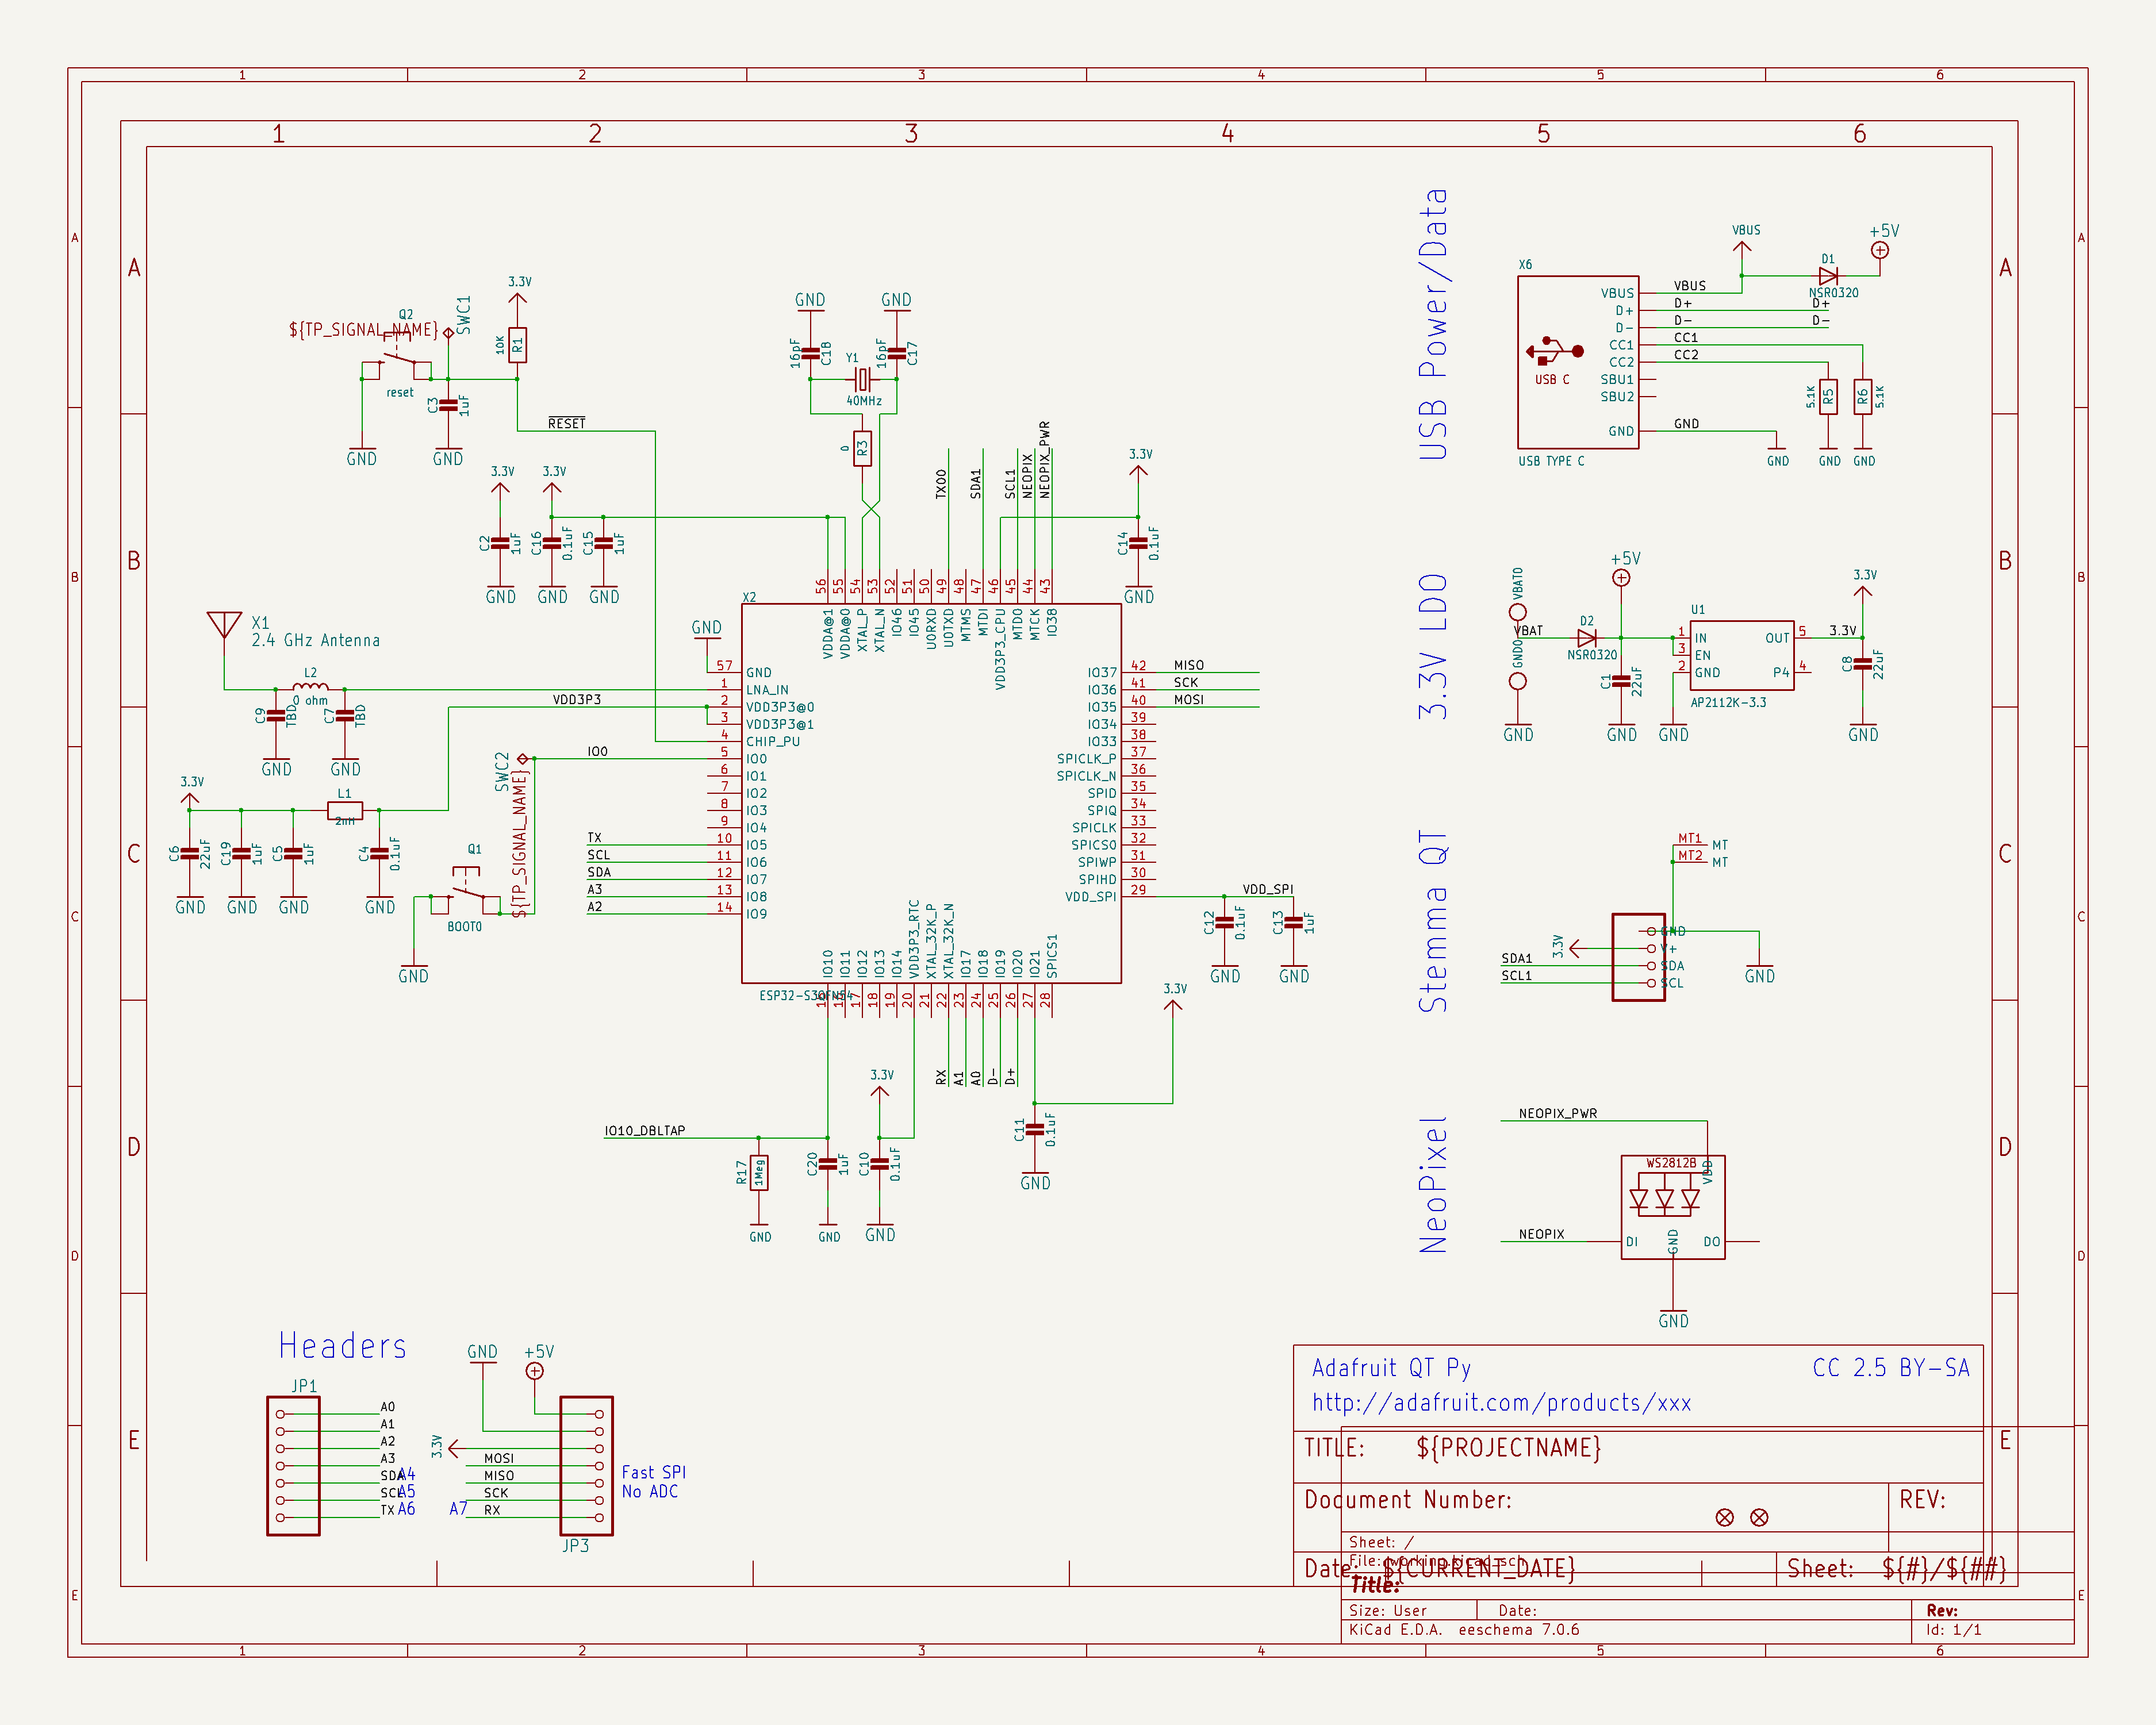 1 2 3 4 5 6
1 2 3 4 5 6
A A A A
B B B B
C C C C
D D D D
E E E E
3.3V
Q2
${TP_SIGNAL_NAME}
SWC1
10K
R1
reset
C3
1uF
GND
GND
RESET
3.3V
3.3V
C2
1uF
C16
0.1uF
C15
1uF
GND
GND
GND
GND
GND
16pF
C18
16pF
C17
Y1
40MHz
0
R3
TXO0
SDA1
SCL1
NEOPIX
NEOPIX_PWR
3.3V
C14
0.1uF
GND
X1
2.4 GHz Antenna
L2
0 ohm
C9
TBD
C7
TBD
GND
GND
GND
VDD3P3
3.3V
L1
2nH
C6
22uF
C19
1uF
C5
1uF
C4
0.1uF
GND
GND
GND
GND
SWC2
${TP_SIGNAL_NAME}
IO0
Q1
BOOT0
GND
TX
SCL
SDA
A3
A2
X2
56 55 54 53 52 51 50 49 48 47 46 45 44 43
VDDA@1
VDDA@0
XTAL_P
XTAL_N
IO46
IO45
U0RXD
U0TXD
MTMS
MTDI
VDD3P3_CPU
MTDO
MTCK
IO38
57 GND
1 LNA_IN
2 VDD3P3@0
3 VDD3P3@1
4 CHIP_PU
5 IO0
6 IO1
7 IO2
8 IO3
9 IO4
10 IO5
11 IO6
12 IO7
13 IO8
14 IO9
IO37 42 MISO
IO36 41 SCK
IO35 40 MOSI
IO34 39
IO33 38
SPICLK_P 37
SPICLK_N 36
SPID 35
SPIQ 34
SPICLK 33
SPICS0 32
SPIWP 31
SPIHD 30
VDD_SPI 29
VDD_SPI
C12
0.1uF
C13
1uF
GND
GND
IO10
IO11
IO12
IO13
IO14
VDD3P3_RTC
XTAL_32K_P
XTAL_32K_N
IO17
IO18
IO19
IO20
IO21
SPICS1
17 18 19 20 21 22 23 24 25 26 27 28
RX
A1
A0
D-
D+
3.3V
3.3V
C11
0.1uF
GND
IO10_DBLTAP
R17
1Meg
C20
1uF
C10
0.1uF
GND
GND
GND
USB Power/Data
X6
VBUS
D+
D-
CC1
CC2
SBU1
SBU2
GND
USB C
USB TYPE C
VBUS
D+
D-
CC1
CC2
GND
VBUS
D1
NSR0320
+5V
D+
D-
5.1K
R5
R6
5.1K
GND
GND
GND
3.3V LDO
VBAT0
VBAT
GND0
D2
NSR0320
+5V
C1
22uF
U1
1 IN
3 EN
2 GND
OUT 5
P4 4
AP2112K-3.3
3.3V
3.3V
C8
22uF
GND
GND
GND
GND
Stemma QT
MT1 MT
MT2 MT
GND
V+
SDA
SCL
3.3V
SDA1
SCL1
GND
NeoPixel
NEOPIX_PWR
WS2812B
VDD
NEOPIX
DI
GND
DO
GND
Headers
JP1
A0
A1
A2
A3
SDA A4
SCL A5
TX A6
GND
+5V
3.3V
MOSI
MISO
SCK
A7 RX
JP3
Fast SPI
No ADC
Adafruit QT Py CC 2.5 BY-SA
http://adafruit.com/products/xxx
TITLE: ${PROJECTNAME}
Document Number: REV:
Sheet: /
File: working.kicad_sch
Date: ${CURRENT_DATE} Sheet: ${#}/${##}
Title:
Size: User Date: Rev:
KiCad E.D.A. eeschema 7.0.6 Id: 1/1
1 2 3 4 5 6